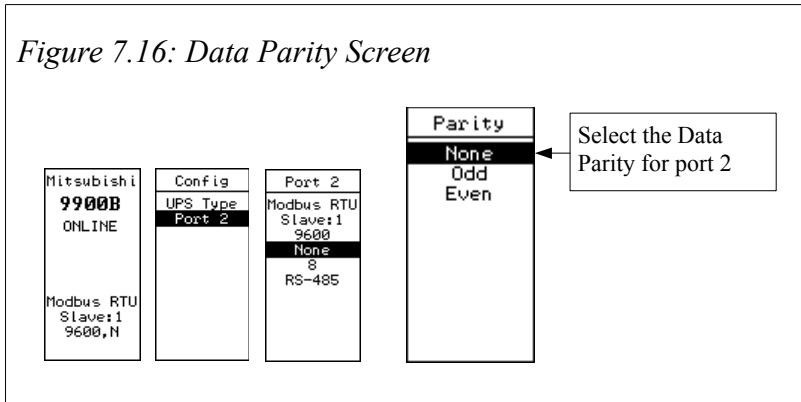 Figure 7.16: Data Parity Screen
Mitsubishi
9900B
ONLINE
Modbus RTU
Slave:1
9600,N
Config
UPS Type
Port 2
Port 2
Modbus RTU
Slave:1
9600
None
8
RS-485
Parity
None
Odd
Even
Select the Data
Parity for port 2